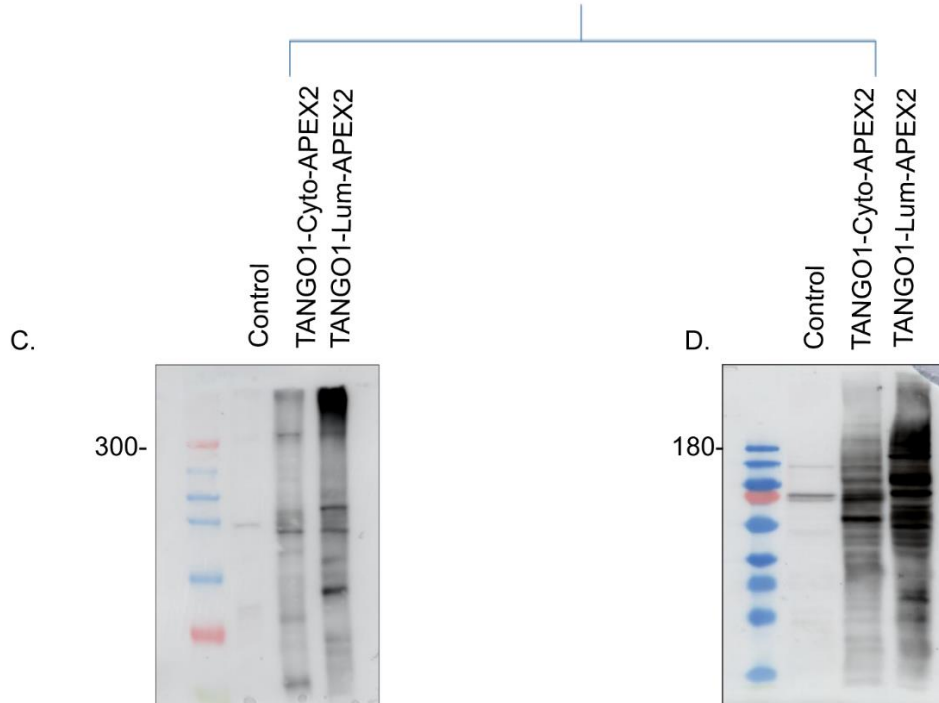 C.
Control
TANGO1-Cyto-APEX2
TANGO1-Lum-APEX2
300-
D.
Control
TANGO1-Cyto-APEX2
TANGO1-Lum-APEX2
180-